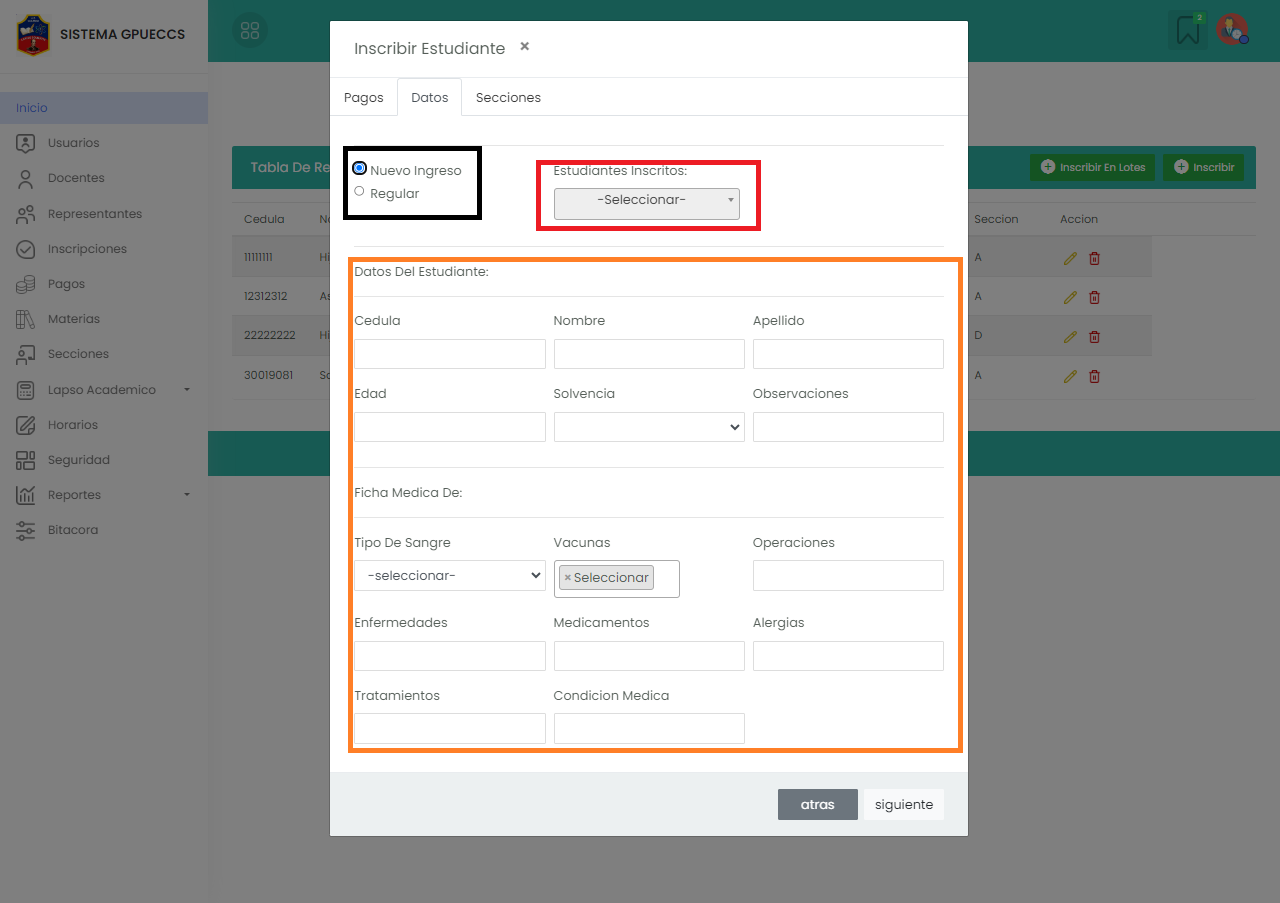 SISTEMA GPUECCS
2
Inscribir Estudiante ×
Pagos Datos Secciones
Inicio
Usuarios
Docentes
Representantes
Inscripciones
Pagos
Materias
Secciones
Lapso Academico
Horarios
Seguridad
Reportes
Bitacora
Tabla De Re
Inscribir En Lotes
Inscribir
Cedula Seccion Accion
11111111 Hi A
12312312 As A
22222222 Hi D
30019081 A
Nuevo Ingreso
Regular
Estudiantes Inscritos:
-Seleccionar-
Datos Del Estudiante:
Cedula Nombre Apellido
Edad Solvencia Observaciones
Ficha Medica De:
Tipo De Sangre Vacunas Operaciones
-seleccionar- ×Seleccionar
Enfermedades Medicamentos Alergias
Tratamientos Condicion Medica
atras siguiente